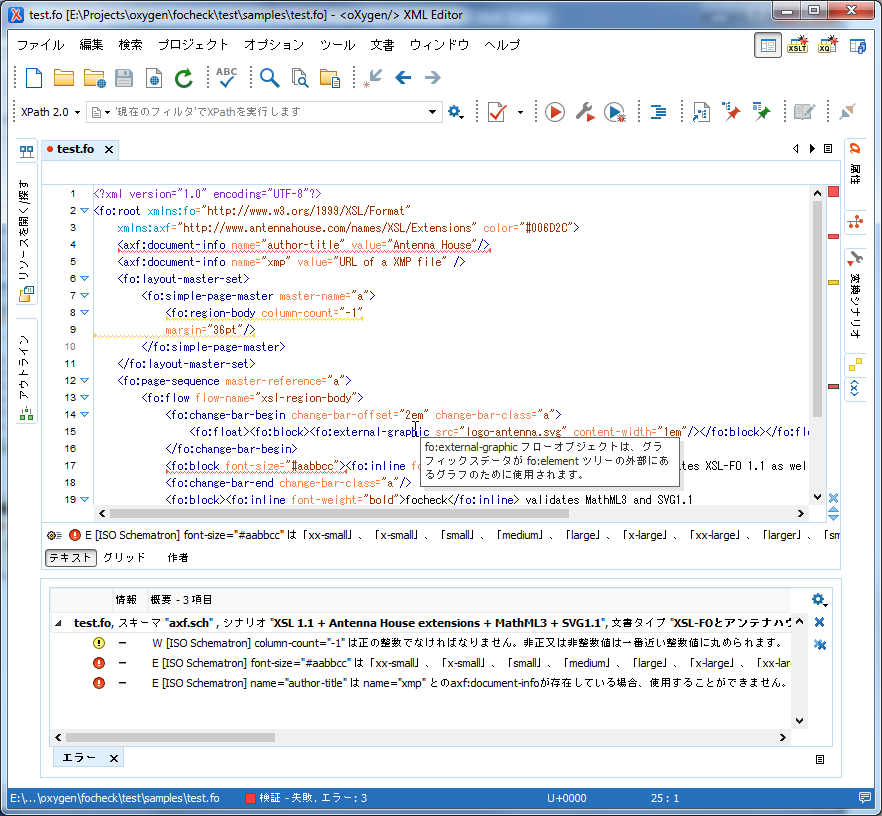 test.fo [E:\Projects\oxygen\focheck\test\samples\test.fo] - <oXygen/> XML Editor
ファイル 編集 検索 プロジェクト オプション ツール 文書 ウィンドウ ヘルプ
XSLT XQ
ABC
XPath 2.0 '現在のフィルタ'でXPathを実行します
test.fo
リソースを開く/探す
アウトライン
属性
変換シナリオ
1 <?xml version="1.0" encoding="UTF-8"?>
2 <fo:root xmlns:fo="http://www.w3.org/1999/XSL/Format"
3 xmlns:axf="http://www.antennahouse.com/names/XSL/Extensions" color="#006D2C">
4 <axf:document-info name="author-title" value="Antenna House"/>
5 <axf:document-info name="xmp" value="URL of a XMP file" />
6 <fo:layout-master-set>
7 <fo:simple-page-master master-name="a">
8 <fo:region-body column-count="-1"
9 margin="36pt"/>
10 </fo:simple-page-master>
11 </fo:layout-master-set>
12 <fo:page-sequence master-reference="a">
13 <fo:flow flow-name="xsl-region-body">
14 <fo:change-bar-begin change-bar-offset="2em" change-bar-class="a">
15 <fo:float><fo:block><fo:external-graphic src="logo-antenna.svg" content-width="1em"/></fo:block></fo:flo
16 </fo:change-bar-begin>
17 <fo:block font-size="#aabbcc"><fo:inline fo ates XSL-FO 1.1 as wel
18 <fo:change-bar-end change-bar-class="a"/>
19 <fo:block><fo:inline font-weight="bold">focheck</fo:inline> validates MathML3 and SVG1.1
fo:external-graphic フローオブジェクトは、グラ
フィックスデータが fo:element ツリーの外部にあ
るグラフのために使用されます。
E [ISO Schematron] font-size="#aabbcc" は「xx-small」、「x-small」、「small」、「medium」、「large」、「x-large」、「xx-large」、「larger」、「sm
テキスト グリッド 作者
情報 概要 - 3 項目
test.fo, スキーマ "axf.sch" , シナリオ "XSL 1.1 + Antenna House extensions + MathML3 + SVG1.1", 文書タイプ "XSL-FOとアンテナハウ
W [ISO Schematron] column-count="-1" は正の整数でなければなりません。非正又は非整数値は一番近い整数値に丸められます。
E [ISO Schematron] font-size="#aabbcc" は「xx-small」、「x-small」、「small」、「medium」、「large」、「x-large」、「xx-lar
E [ISO Schematron] name="author-title" は name="xmp" とのaxf:document-infoが存在している場合、使用することができません。
エラー
E:\...\oxygen\focheck\test\samples\test.fo 検証 - 失敗. エラー: 3 U+0000 25 : 1